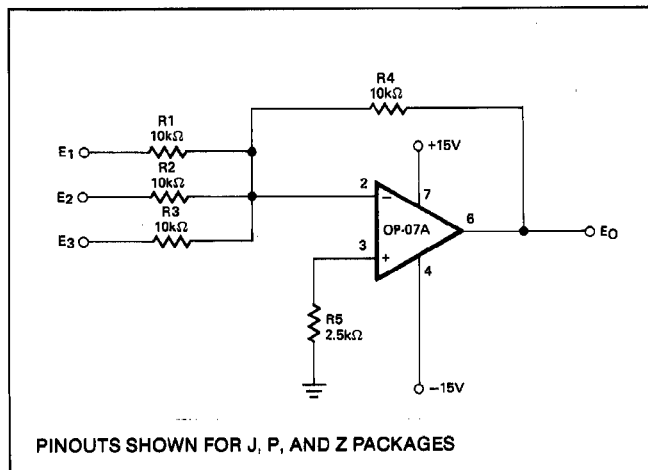 R4
10kΩ
R1
10kΩ
E1
+15V
R2
10kΩ
E2
2
−
7
6
R3
10kΩ
OP-07A
EO
E3
3
+
4
R5
2.5kΩ
−15V
PINOUTS SHOWN FOR J, P, AND Z PACKAGES